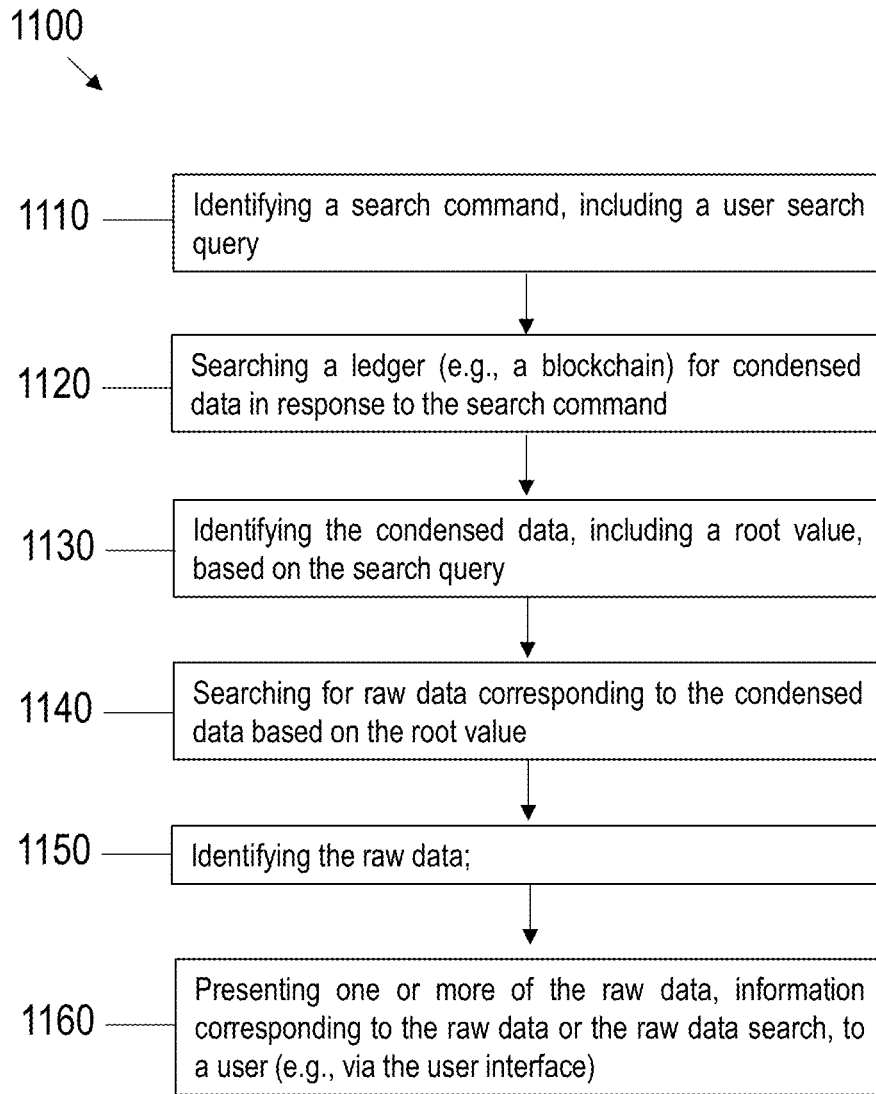 1100
1110
Identifying a search command, including a user search
query
1120
Searching a ledger (e.g., a blockchain) for condensed
data in response to the search command
1130
Identifying the condensed data, including a root value,
based on the search query
1140
Searching for raw data corresponding to the condensed
data based on the root value
1150
Identifying the raw data;
1160
Presenting one or more of the raw data, information
corresponding to the raw data or the raw data search, to
a user (e.g., via the user interface)